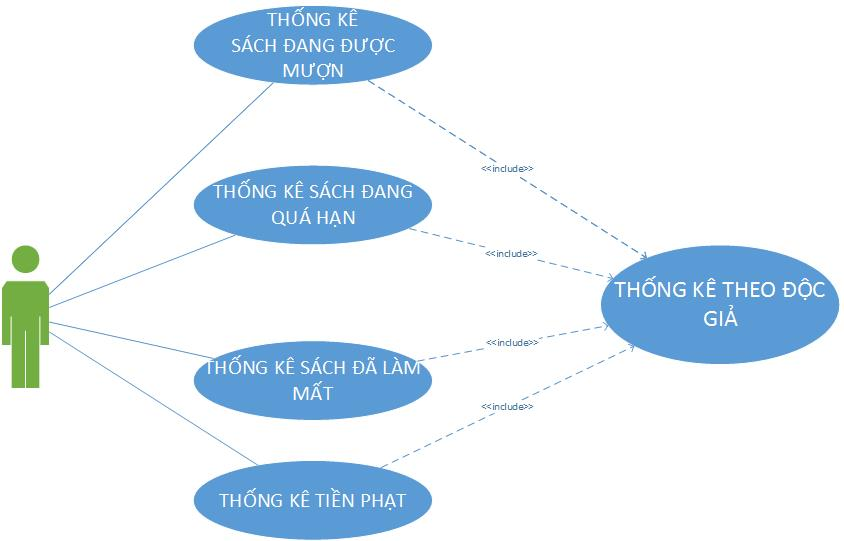 THỐNG KÊ
SÁCH ĐANG ĐƯỢC
MƯỢN
<<include>>
THỐNG KÊ SÁCH ĐANG
QUÁ HẠN
<<include>>
THỐNG KÊ THEO ĐỘC
GIẢ
<<include>>
THỐNG KÊ SÁCH ĐÃ LÀM
MẤT
<<include>>
THỐNG KÊ TIỀN PHẠT